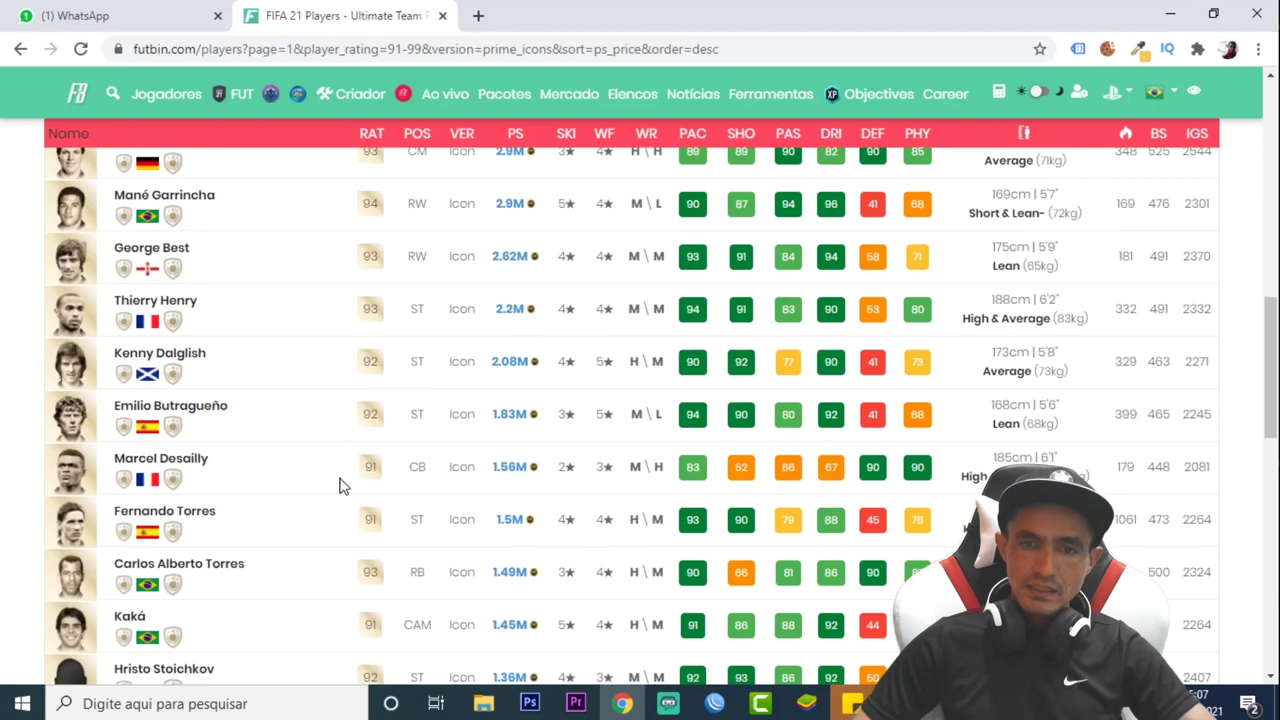 WhatsApp
FIFA 21 Players - Ultimate Team
futbin.com/players?page=1&player_rating=91-99&version=prime_icons&sort=ps_price&order=desc
IQ
Jogadores FUT Criador Ao vivo Pacotes Mercado Elencos Notícias Ferramentas XP Objectives Career
Name RAT POS VER PS SKI WF WR PAC SHO PAS DRI DEF PHY BS IGS
93 CM Icon 2.9M 3★ 4★ H \ H 89 89 90 82 90 85 Average (71kg) 348 525 2544
Mané Garrincha 94 RW Icon 2.9M 5★ 4★ M \ L 90 87 94 96 41 68 169cm | 5'7" 169 476 2301
Short & Lean- (72kg)
George Best 93 RW Icon 2.62M 4★ 4★ M \ M 93 91 84 94 58 71 175cm | 5'9" 181 491 2370
Lean (65kg)
Thierry Henry 93 ST Icon 2.2M 4★ 4★ M \ M 94 91 83 90 53 80 188cm | 6'2" 332 491 2332
High & Average (83kg)
Kenny Dalglish 92 ST Icon 2.08M 4★ 5★ H \ M 90 92 77 90 41 73 173cm | 5'8" 329 463 2271
Average (73kg)
Emilio Butragueño 92 ST Icon 1.83M 3★ 5★ M \ L 94 90 80 92 41 68 168cm | 5'6" 399 465 2245
Lean (68kg)
Marcel Desailly 91 CB Icon 1.56M 2★ 3★ M \ H 83 52 66 67 90 90 185cm | 6'1" 179 448 2081
High
Fernando Torres 91 ST Icon 1.5M 4★ 4★ H \ M 93 90 79 88 45 78 1061 473 2264
Carlos Alberto Torres 93 RB Icon 1.49M 3★ 4★ H \ M 90 66 81 86 90 500 2324
Kaká 91 CAM Icon 1.45M 5★ 4★ H \ M 91 86 88 92 44 2264
Hristo Stoichkov 92 ST Icon 1.36M 4★ 4★ H \ M 92 93 86 2407
Digite aqui para pesquisar
Ps
Pr
2